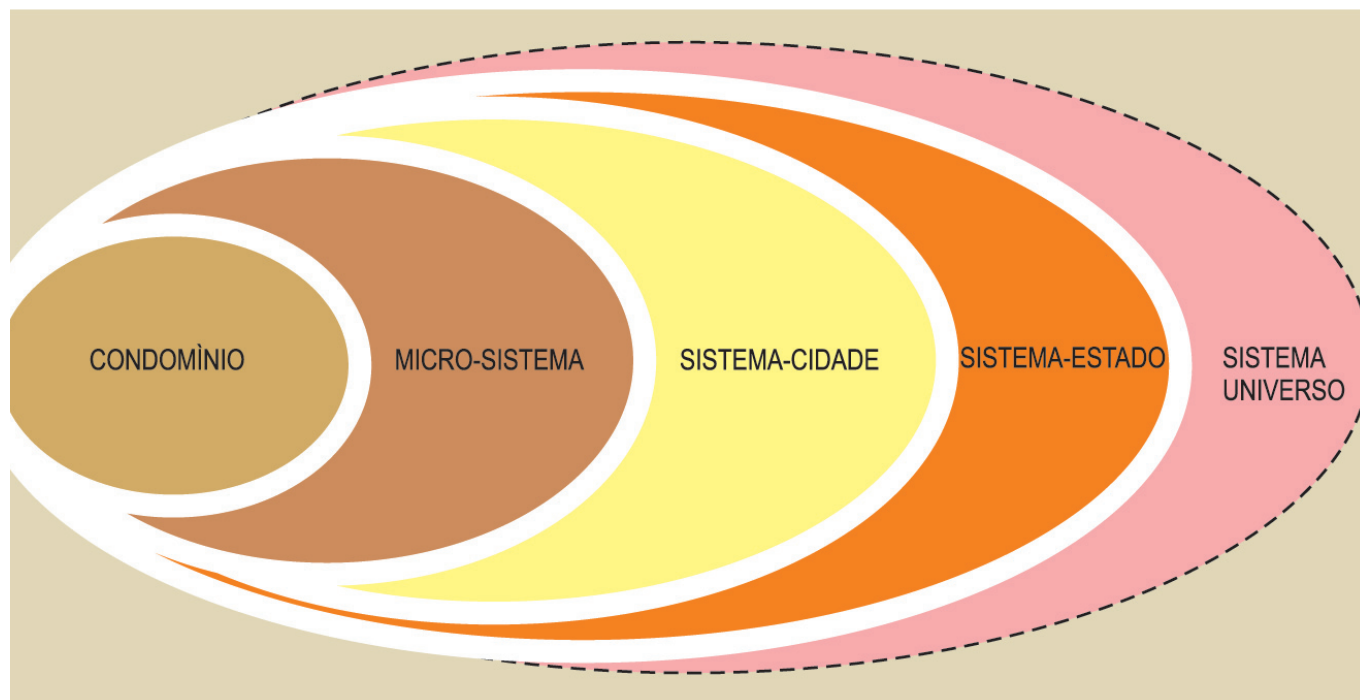 CONDOMÌNIO
MICRO-SISTEMA
SISTEMA-CIDADE
SISTEMA-ESTADO
SISTEMA
UNIVERSO